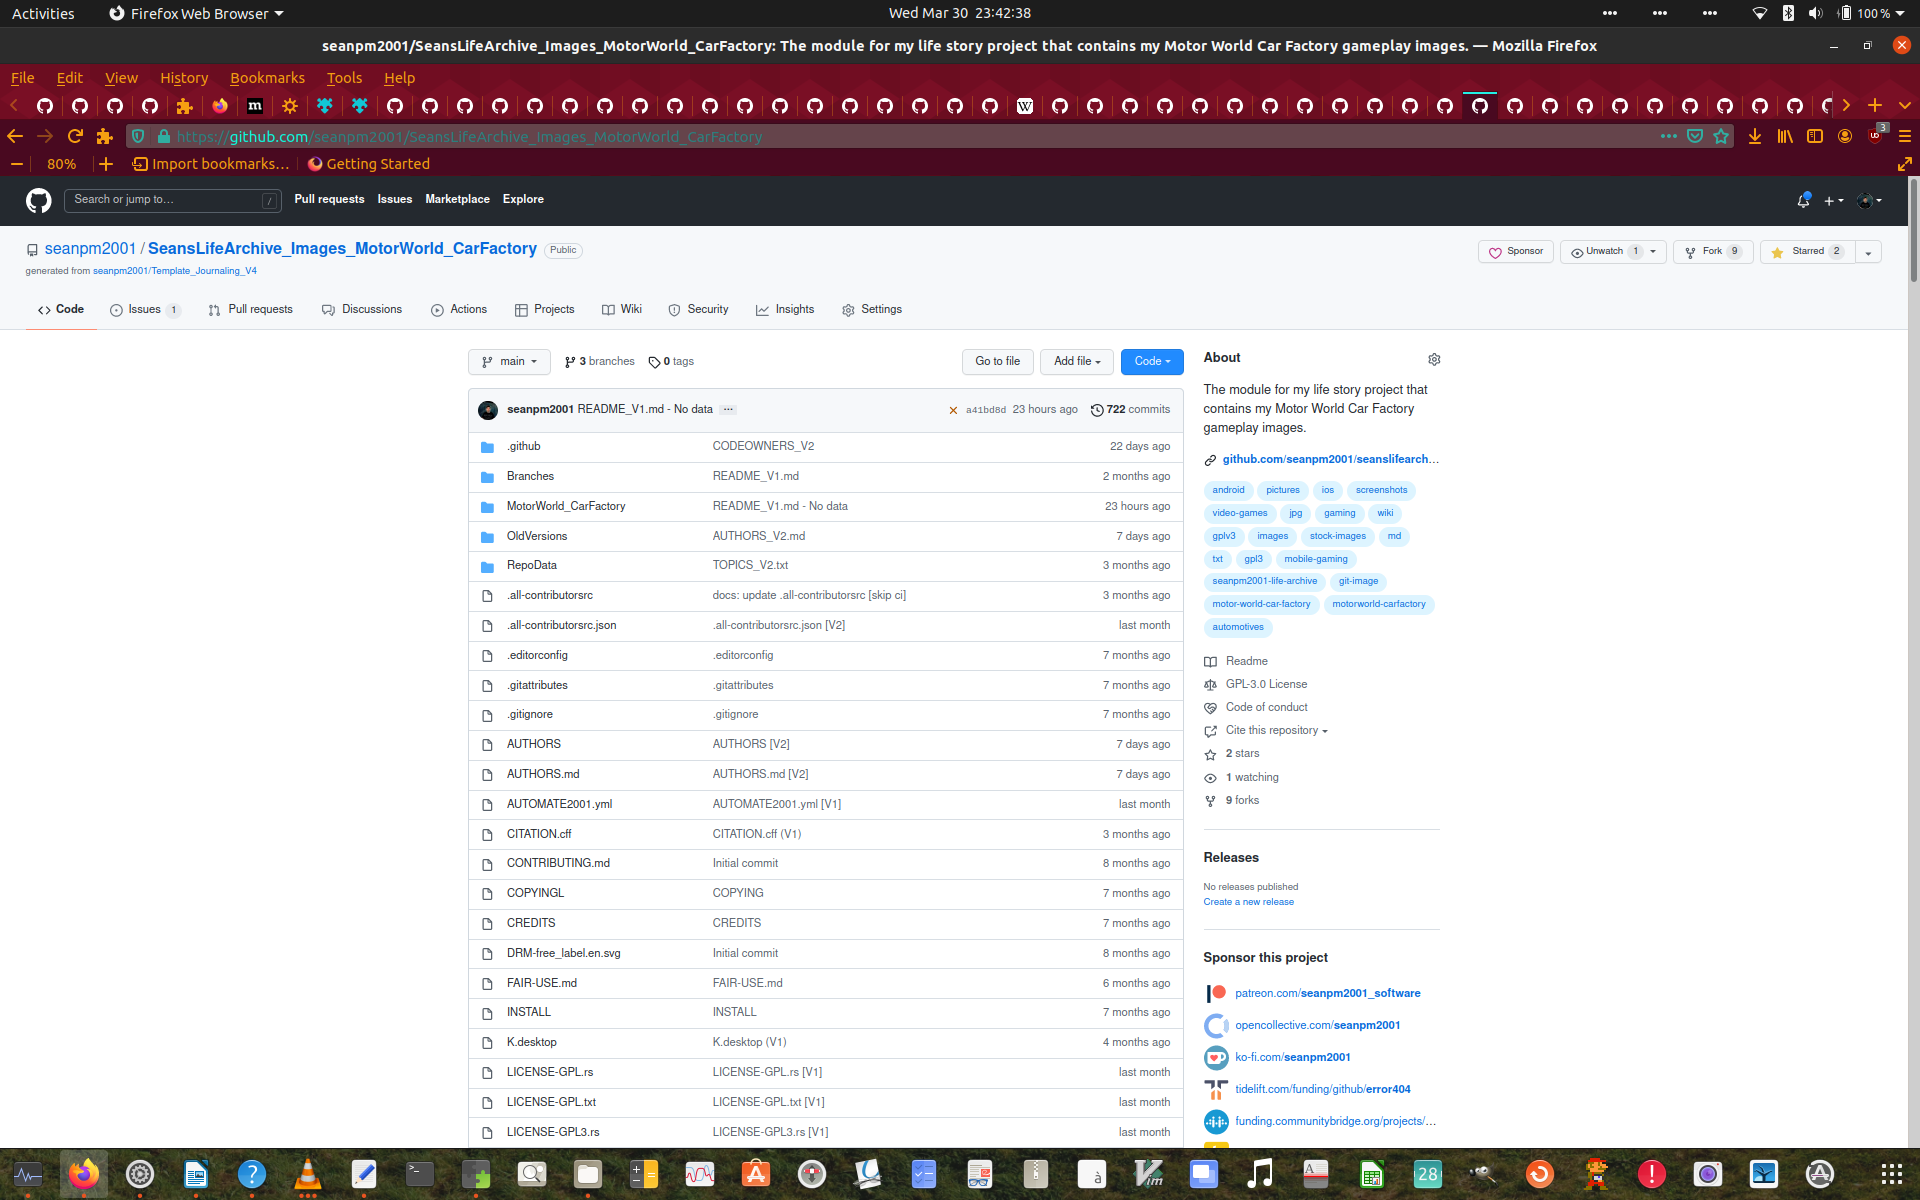 Activities
Firefox Web Browser
Wed Mar 30  23:42:38
100 %
seanpm2001/SeansLifeArchive_Images_MotorWorld_CarFactory: The module for my life story project that contains my Motor World Car Factory gameplay images. — Mozilla Firefox
File Edit View History Bookmarks Tools Help
https://github.com/seanpm2001/SeansLifeArchive_Images_MotorWorld_CarFactory
3
80%
Import bookmarks...
Getting Started
Search or jump to... /
Pull requests Issues Marketplace Explore
seanpm2001 / SeansLifeArchive_Images_MotorWorld_CarFactory Public
Sponsor Unwatch 1 Fork 9 Starred 2
generated from seanpm2001/Template_Journaling_V4
Code Issues 1 Pull requests Discussions Actions Projects Wiki Security Insights Settings
main 3 branches 0 tags Go to file Add file Code
seanpm2001 README_V1.md - No data ... a41bd8d 23 hours ago 722 commits
.github CODEOWNERS_V2 22 days ago
Branches README_V1.md 2 months ago
MotorWorld_CarFactory README_V1.md - No data 23 hours ago
OldVersions AUTHORS_V2.md 7 days ago
RepoData TOPICS_V2.txt 3 months ago
.all-contributorsrc docs: update .all-contributorsrc [skip ci] 3 months ago
.all-contributorsrc.json .all-contributorsrc.json [V2] last month
.editorconfig .editorconfig 7 months ago
.gitattributes .gitattributes 7 months ago
.gitignore .gitignore 7 months ago
AUTHORS AUTHORS [V2] 7 days ago
AUTHORS.md AUTHORS.md [V2] 7 days ago
AUTOMATE2001.yml AUTOMATE2001.yml [V1] last month
CITATION.cff CITATION.cff (V1) 3 months ago
CONTRIBUTING.md Initial commit 8 months ago
COPYINGL COPYING 7 months ago
CREDITS CREDITS 7 months ago
DRM-free_label.en.svg Initial commit 8 months ago
FAIR-USE.md FAIR-USE.md 6 months ago
INSTALL INSTALL 7 months ago
K.desktop K.desktop (V1) 4 months ago
LICENSE-GPL.rs LICENSE-GPL.rs [V1] last month
LICENSE-GPL.txt LICENSE-GPL.txt [V1] last month
LICENSE-GPL3.rs LICENSE-GPL3.rs [V1] last month
About
The module for my life story project that
contains my Motor World Car Factory
gameplay images.
github.com/seanpm2001/seanslifearch...
android pictures ios screenshots
video-games jpg gaming wiki
gplv3 images stock-images md
txt gpl3 mobile-gaming
seanpm2001-life-archive git-image
motor-world-car-factory motorworld-carfactory
automotives
Readme
GPL-3.0 License
Code of conduct
Cite this repository
2 stars
1 watching
9 forks
Releases
No releases published
Create a new release
Sponsor this project
patreon.com/seanpm2001_software
opencollective.com/seanpm2001
ko-fi.com/seanpm2001
tidelift.com/funding/github/error404
funding.communitybridge.org/projects/...
28